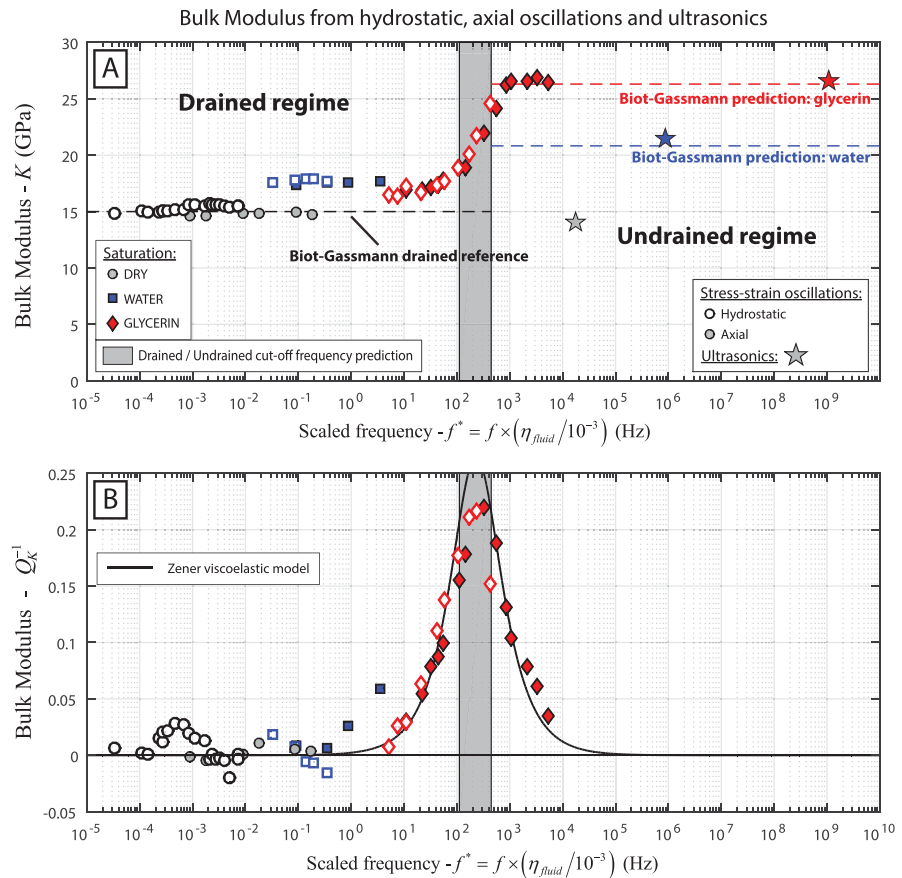 Bulk Modulus from hydrostatic, axial oscillations and ultrasonics
A
Drained regime
Biot-Gassmann prediction: glycerin
Biot-Gassmann prediction: water
Undrained regime
Biot-Gassmann drained reference
Saturation:
DRY
WATER
GLYCERIN
Drained / Undrained cut-off frequency prediction
Stress-strain oscillations:
Hydrostatic
Axial
Ultrasonics:
Bulk Modulus - K (GPa)
30
25
20
15
10
5
0
10^-5 10^-4 10^-3 10^-2 10^-1 10^0 10^1 10^2 10^3 10^4 10^5 10^6 10^7 10^8 10^9 10^10
Scaled frequency - f* = f × (η_fluid/10^-3) (Hz)
B
Zener viscoelastic model
Bulk Modulus - Q_K^-1
0.25
0.2
0.15
0.1
0.05
0
-0.05
10^-5 10^-4 10^-3 10^-2 10^-1 10^0 10^1 10^2 10^3 10^4 10^5 10^6 10^7 10^8 10^9 10^10
Scaled frequency - f* = f × (η_fluid/10^-3) (Hz)